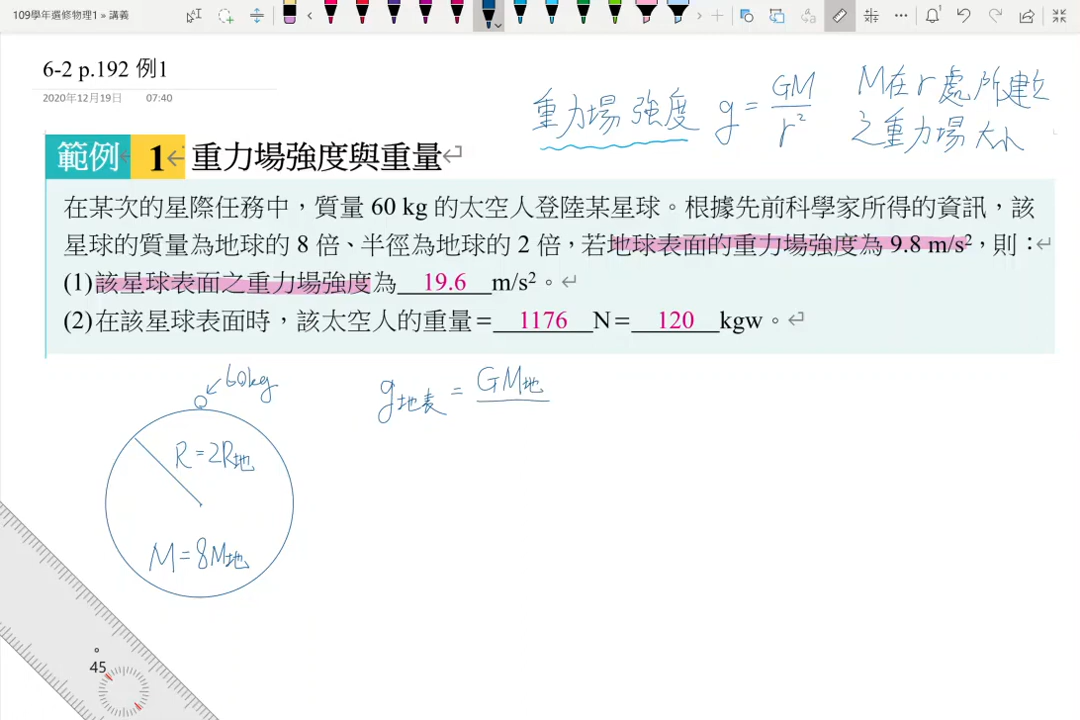 109學年選修物理1 » 講義
6-2 p.192 例1
2020年12月19日 07:40
重力場強度 g = GM/r² M在r處所建立
之重力場大小
範例 1 重力場強度與重量
在某次的星際任務中，質量 60 kg 的太空人登陸某星球。根據先前科學家所得的資訊，該
星球的質量為地球的 8 倍、半徑為地球的 2 倍，若地球表面的重力場強度為 9.8 m/s²，則：
(1)該星球表面之重力場強度為 19.6 m/s²。
(2)在該星球表面時，該太空人的重量= 1176 N= 120 kgw。
60kg
g地表 = GM地
R=2R地
M=8M地
45